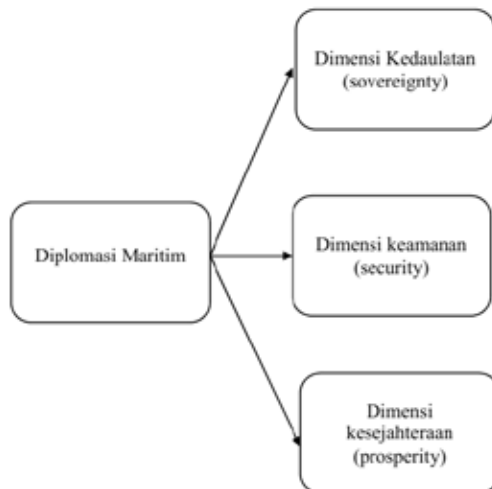 Dimensi Kedaulatan
(sovereignty)
Diplomasi Maritim
Dimensi keamanan
(security)
Dimensi
kesejahteraan
(prosperity)